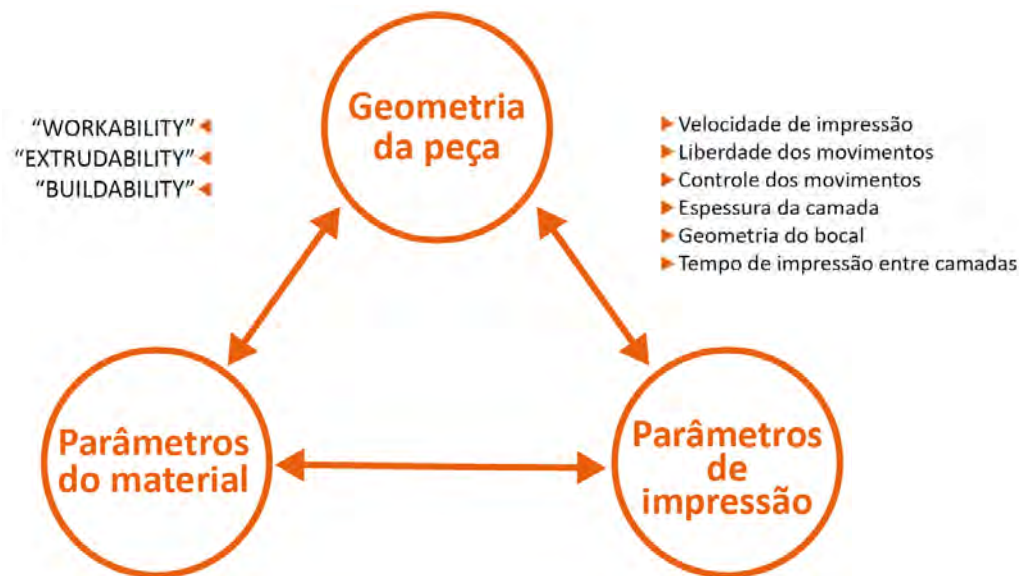 Geometria
da peça
"WORKABILITY"
"EXTRUDABILITY"
"BUILDABILITY"
Velocidade de impressão
Liberdade dos movimentos
Controle dos movimentos
Espessura da camada
Geometria do bocal
Tempo de impressão entre camadas
Parâmetros
do material
Parâmetros
de
impressão